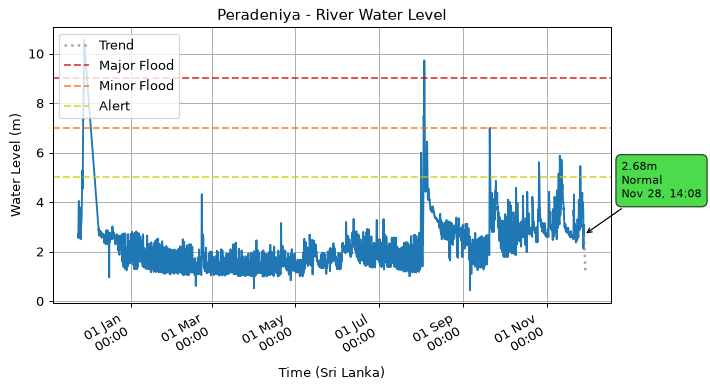 Peradeniya - River Water Level
Water Level (m)
10
8
6
4
2
0
Trend
Major Flood
Minor Flood
Alert
2.68m
Normal
Nov 28, 14:08
01 Jan
00:00
01 Mar
00:00
01 May
00:00
01 Jul
00:00
01 Sep
00:00
01 Nov
00:00
Time (Sri Lanka)